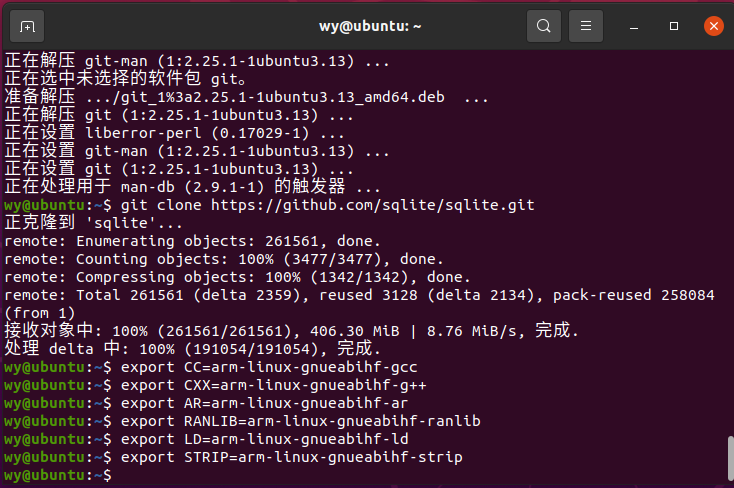 wy@ubuntu: ~
正在解压 git-man (1:2.25.1-1ubuntu3.13) ...
正在选中未选择的软件包 git。
准备解压 .../git_1%3a2.25.1-1ubuntu3.13_amd64.deb  ...
正在解压 git (1:2.25.1-1ubuntu3.13) ...
正在设置 liberror-perl (0.17029-1) ...
正在设置 git-man (1:2.25.1-1ubuntu3.13) ...
正在设置 git (1:2.25.1-1ubuntu3.13) ...
正在处理用于 man-db (2.9.1-1) 的触发器 ...
wy@ubuntu:~$ git clone https://github.com/sqlite/sqlite.git
正克隆到 'sqlite'...
remote: Enumerating objects: 261561, done.
remote: Counting objects: 100% (3477/3477), done.
remote: Compressing objects: 100% (1342/1342), done.
remote: Total 261561 (delta 2359), reused 3128 (delta 2134), pack-reused 258084
(from 1)
接收对象中: 100% (261561/261561), 406.30 MiB | 8.76 MiB/s, 完成.
处理 delta 中: 100% (191054/191054), 完成.
wy@ubuntu:~$ export CC=arm-linux-gnueabihf-gcc
wy@ubuntu:~$ export CXX=arm-linux-gnueabihf-g++
wy@ubuntu:~$ export AR=arm-linux-gnueabihf-ar
wy@ubuntu:~$ export RANLIB=arm-linux-gnueabihf-ranlib
wy@ubuntu:~$ export LD=arm-linux-gnueabihf-ld
wy@ubuntu:~$ export STRIP=arm-linux-gnueabihf-strip
wy@ubuntu:~$